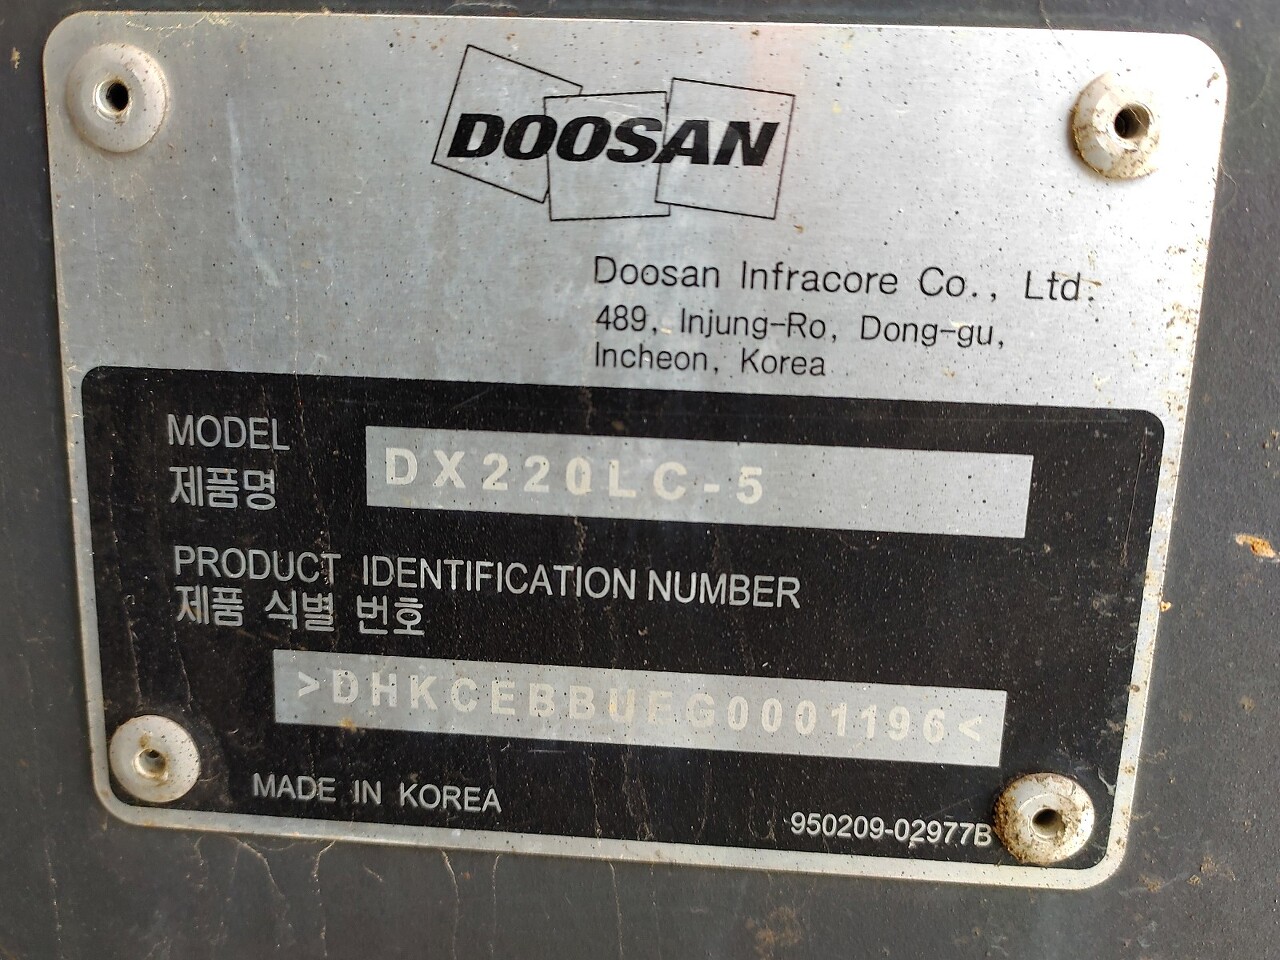 DOOSAN
Doosan Infracore Co., Ltd.
489, Injung-Ro, Dong-gu,
Incheon, Korea
MODEL
제품명
DX220LC-5
PRODUCT IDENTIFICATION NUMBER
제품 식별 번호
>DHKCEBBUEG0001196<
MADE IN KOREA
950209-02977B